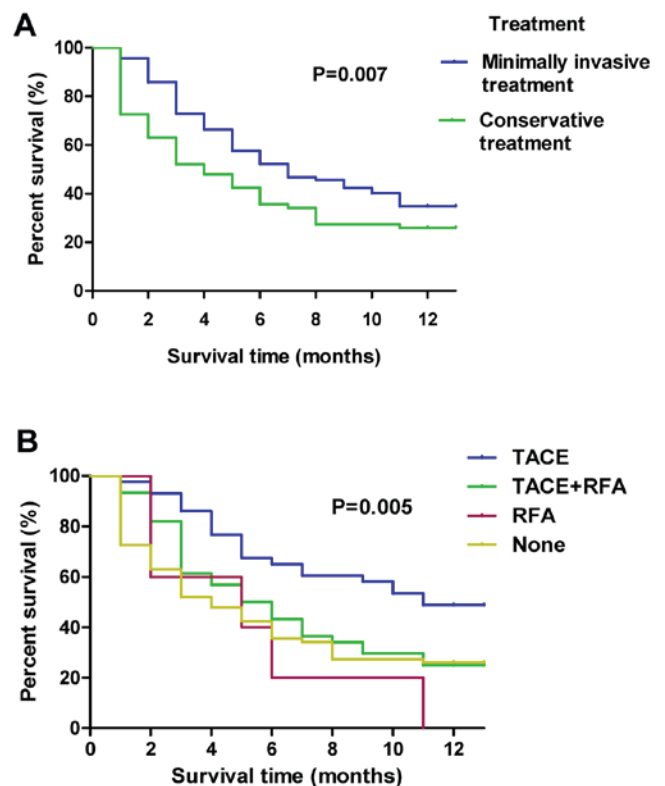 A
Treatment
Minimally invasive
treatment
Conservative
treatment
P=0.007
Percent survival (%)
100
80
60
40
20
0
0 2 4 6 8 10 12
Survival time (months)
B
TACE
TACE+RFA
RFA
None
P=0.005
Percent survival (%)
100
80
60
40
20
0
0 2 4 6 8 10 12
Survival time (months)